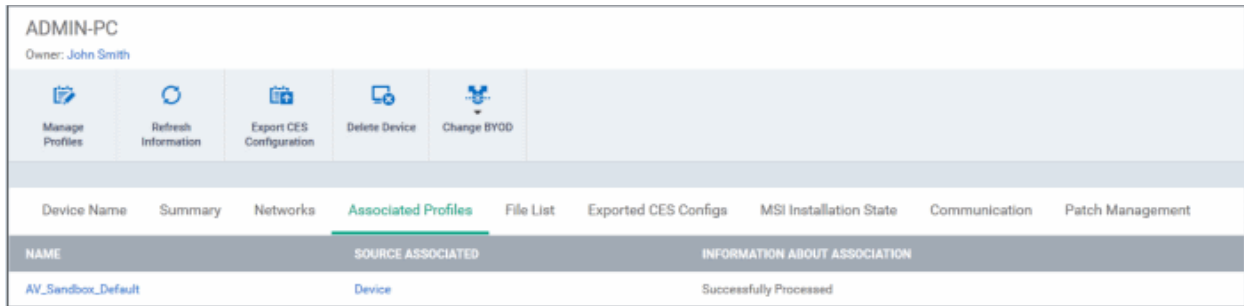 ADMIN-PC
Owner: John Smith
Manage Profiles
Refresh Information
Export CES Configuration
Delete Device
Change BYOD
Device Name Summary Networks Associated Profiles File List Exported CES Configs MSI Installation State Communication Patch Management
NAME SOURCE ASSOCIATED INFORMATION ABOUT ASSOCIATION
AV_Sandbox_Default Device Successfully Processed